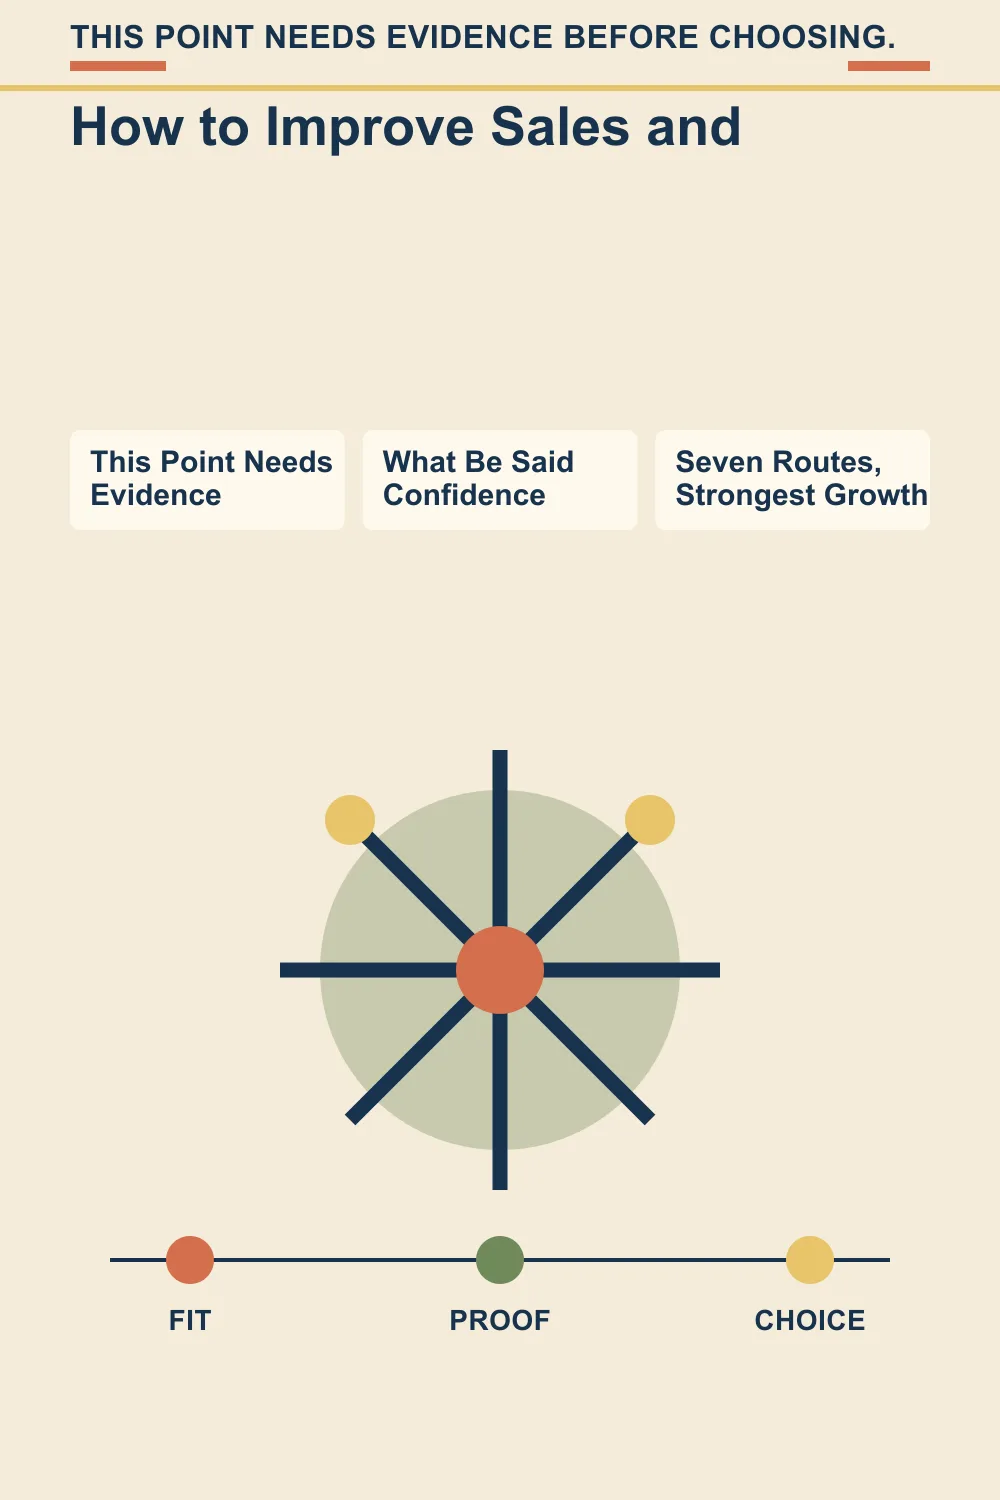 THIS POINT NEEDS EVIDENCE BEFORE CHOOSING.
How to Improve Sales and
This Point Needs
Evidence
What Be Said
Confidence
Seven Routes,
Strongest Growth
FIT
PROOF
CHOICE